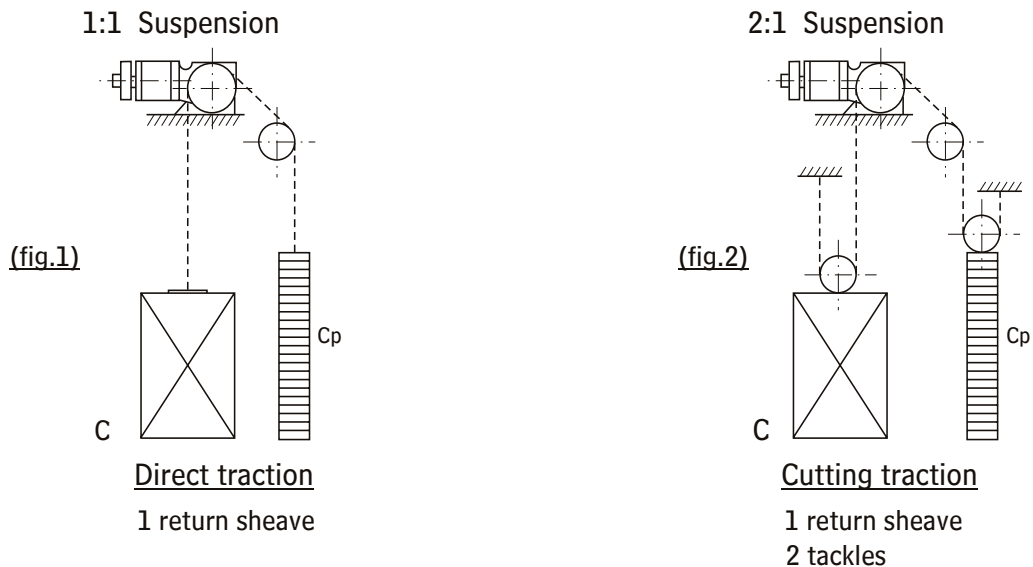 1:1 Suspension
(fig.1)
Cp
C
Direct traction
1 return sheave
2:1 Suspension
(fig.2)
Cp
C
Cutting traction
1 return sheave
2 tackles